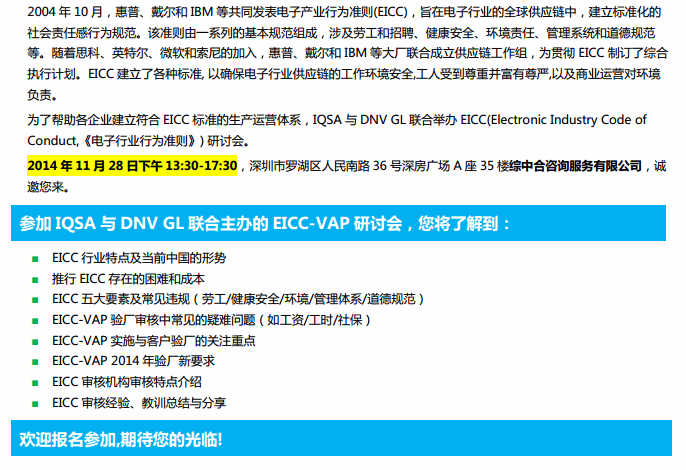 2004 年 10 月，惠普、戴尔和 IBM 等共同发表电子产业行为准则(EICC)，旨在电子行业的全球供应链中，建立标准化的
社会责任感行为规范。该准则由一系列的基本规范组成，涉及劳工和招聘、健康安全、环境责任、管理系统和道德规范
等。随着思科、英特尔、微软和索尼的加入，惠普、戴尔和 IBM 等大厂联合成立供应链工作组，为贯彻 EICC 制订了综合
执行计划。EICC 建立了各种标准, 以确保电子行业供应链的工作环境安全,工人受到尊重并富有尊严,以及商业运营对环境
负责。
为了帮助各企业建立符合 EICC 标准的生产运营体系，IQSA 与 DNV GL 联合举办 EICC(Electronic Industry Code of
Conduct,《电子行业行为准则》) 研讨会。
2014 年 11 月 28 日下午 13:30-17:30，深圳市罗湖区人民南路 36 号深房广场 A 座 35 楼综中合咨询服务有限公司，诚
邀您来。
参加 IQSA 与 DNV GL 联合主办的 EICC-VAP 研讨会，您将了解到：
■ EICC 行业特点及当前中国的形势
■ 推行 EICC 存在的困难和成本
■ EICC 五大要素及常见违规（劳工/健康安全/环境/管理体系/道德规范）
■ EICC-VAP 验厂审核中常见的疑难问题（如工资/工时/社保）
■ EICC-VAP 实施与客户验厂的关注重点
■ EICC-VAP 2014 年验厂新要求
■ EICC 审核机构审核特点介绍
■ EICC 审核经验、教训总结与分享
欢迎报名参加,期待您的光临!